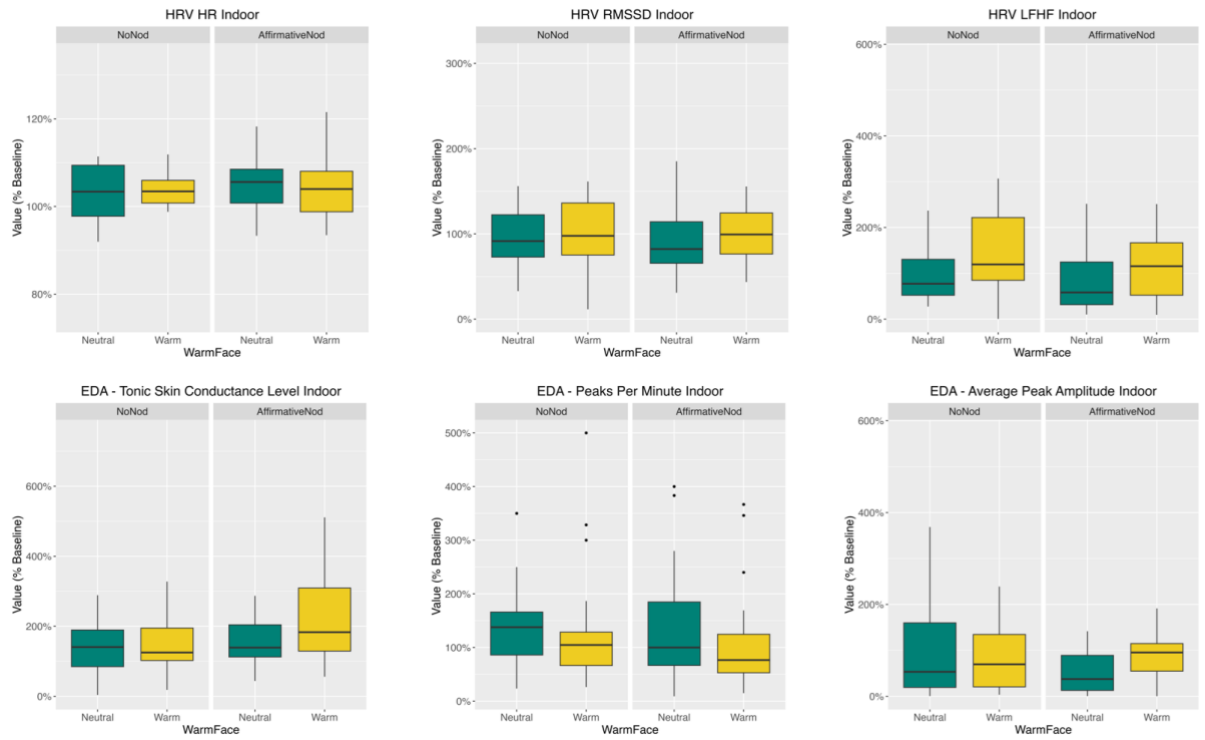 HRV HR Indoor
NoNod AffirmativeNod
120%
100%
80%
Value (% Baseline)
Neutral Warm Neutral Warm
WarmFace
HRV RMSSD Indoor
NoNod AffirmativeNod
300%
200%
100%
0%
Value (% Baseline)
Neutral Warm Neutral Warm
WarmFace
HRV LFHF Indoor
NoNod AffirmativeNod
600%
400%
200%
0%
Value (% Baseline)
Neutral Warm Neutral Warm
WarmFace
EDA - Tonic Skin Conductance Level Indoor
NoNod AffirmativeNod
600%
400%
200%
0%
Value (% Baseline)
Neutral Warm Neutral Warm
WarmFace
EDA - Peaks Per Minute Indoor
NoNod AffirmativeNod
500%
400%
300%
200%
100%
0%
Value (% Baseline)
Neutral Warm Neutral Warm
WarmFace
EDA - Average Peak Amplitude Indoor
NoNod AffirmativeNod
600%
400%
200%
0%
Value (% Baseline)
Neutral Warm Neutral Warm
WarmFace